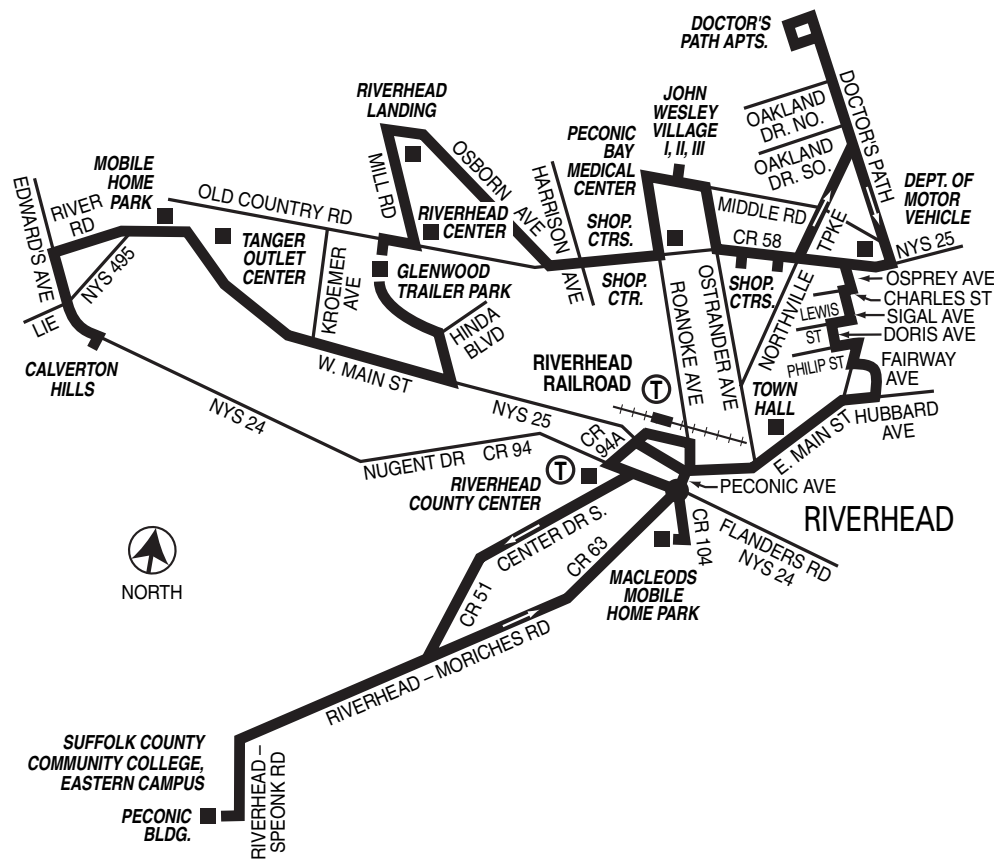 DOCTOR'S
PATH APTS.
RIVERHEAD
LANDING
JOHN
WESLEY
VILLAGE
I, II, III
DOCTOR'S PATH
OAKLAND
DR. NO.
OAKLAND
DR. SO.
PECONIC
BAY
MEDICAL
CENTER
MOBILE
HOME
PARK
EDWARD'S AVE
RIVER
RD
OLD COUNTRY RD
MILL RD
OSBORN
AVE
HARRISON
AVE
DEPT. OF
MOTOR
VEHICLE
MIDDLE RD
RIVERHEAD
CENTER
SHOP.
CTRS.
CR 58
TPKE
NYS 25
TANGER
OUTLET
CENTER
NYS 495
KROEMER
AVE
GLENWOOD
TRAILER PARK
SHOP.
CTR.
SHOP.
CTRS.
OSPREY AVE
CHARLES ST
LEWIS
ST
SIGAL AVE
DORIS AVE
LIE
ROANOKE AVE
OSTRANDER AVE
NORTHVILLE
HINDA
BLVD
PHILIP ST
FAIRWAY
AVE
CALVERTON
HILLS
W. MAIN ST
RIVERHEAD
RAILROAD
T
TOWN
HALL
HUBBARD
AVE
NYS 24
NYS 25
CR
94A
E. MAIN ST
NUGENT DR
CR 94
T
RIVERHEAD
COUNTY CENTER
PECONIC AVE
RIVERHEAD
CENTER DR S.
CR 104
FLANDERS RD
NYS 24
CR 63
NORTH
MACLEODS
MOBILE
HOME PARK
CR 51
RIVERHEAD – MORICHES RD
SUFFOLK COUNTY
COMMUNITY COLLEGE,
EASTERN CAMPUS
RIVERHEAD –
SPEONK RD
PECONIC
BLDG.